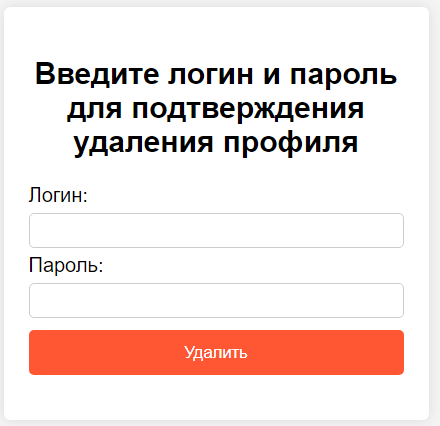 Введите логин и пароль
для подтверждения
удаления профиля
Логин:
Пароль:
Удалить